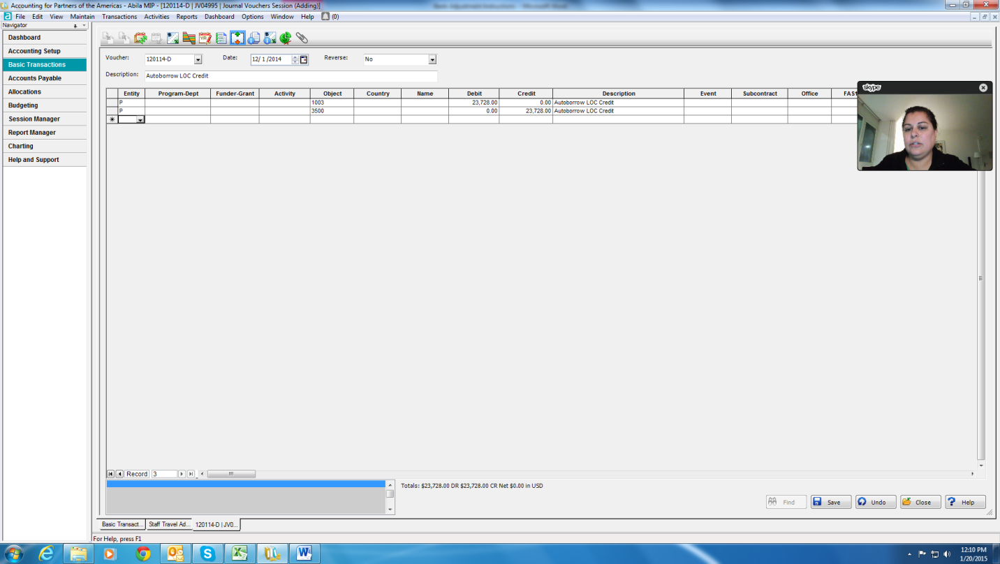 Accounting for Partners of the Americas - Abila MIP - [120114-D | JV04995 | Journal Vouchers Session (Adding)]
File Edit View Maintain Transactions Activities Reports Dashboard Options Window Help (0)
Navigator
Dashboard
Accounting Setup
Basic Transactions
Accounts Payable
Allocations
Budgeting
Session Manager
Report Manager
Charting
Help and Support
Voucher: 120114-D Date: 12/ 1 /2014 Reverse: No
Description: Autoborrow LOC Credit
Entity Program-Dept Funder-Grant Activity Object Country Name Debit Credit Description Event Subcontract Office FAS1
P 1003 23,728.00 0.00 Autoborrow LOC Credit
P 3500 0.00 23,728.00 Autoborrow LOC Credit
skype
Record 3
Totals: $23,728.00 DR $23,728.00 CR Net $0.00 in USD
Find Save Undo Close Help
Basic Transact... Staff Travel Ad... 120114-D | JV0...
For Help, press F1
12:10 PM
1/20/2015